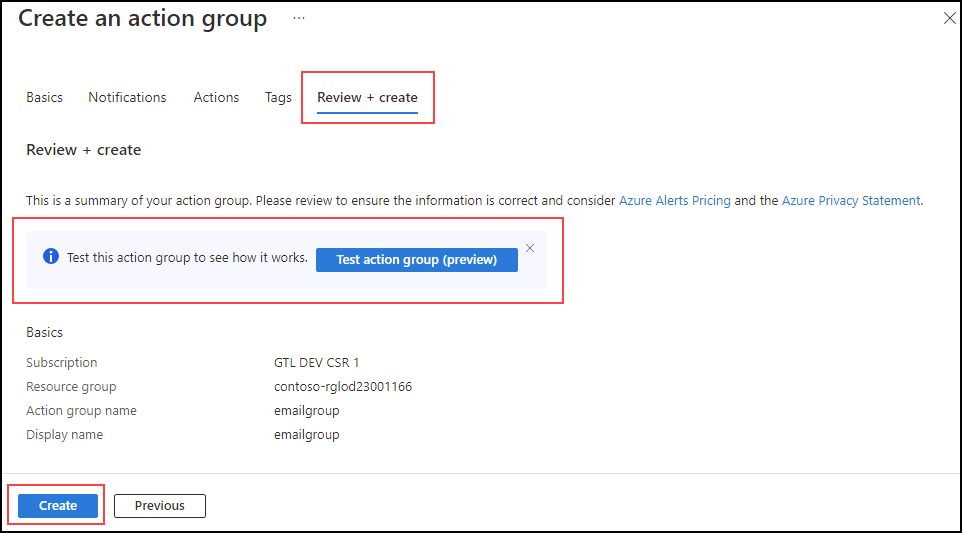 Create an action group ...
Basics Notifications Actions Tags Review + create
Review + create
This is a summary of your action group. Please review to ensure the information is correct and consider Azure Alerts Pricing and the Azure Privacy Statement.
Test this action group to see how it works. Test action group (preview)
Basics
Subscription GTL DEV CSR 1
Resource group contoso-rglod23001166
Action group name emailgroup
Display name emailgroup
Create Previous